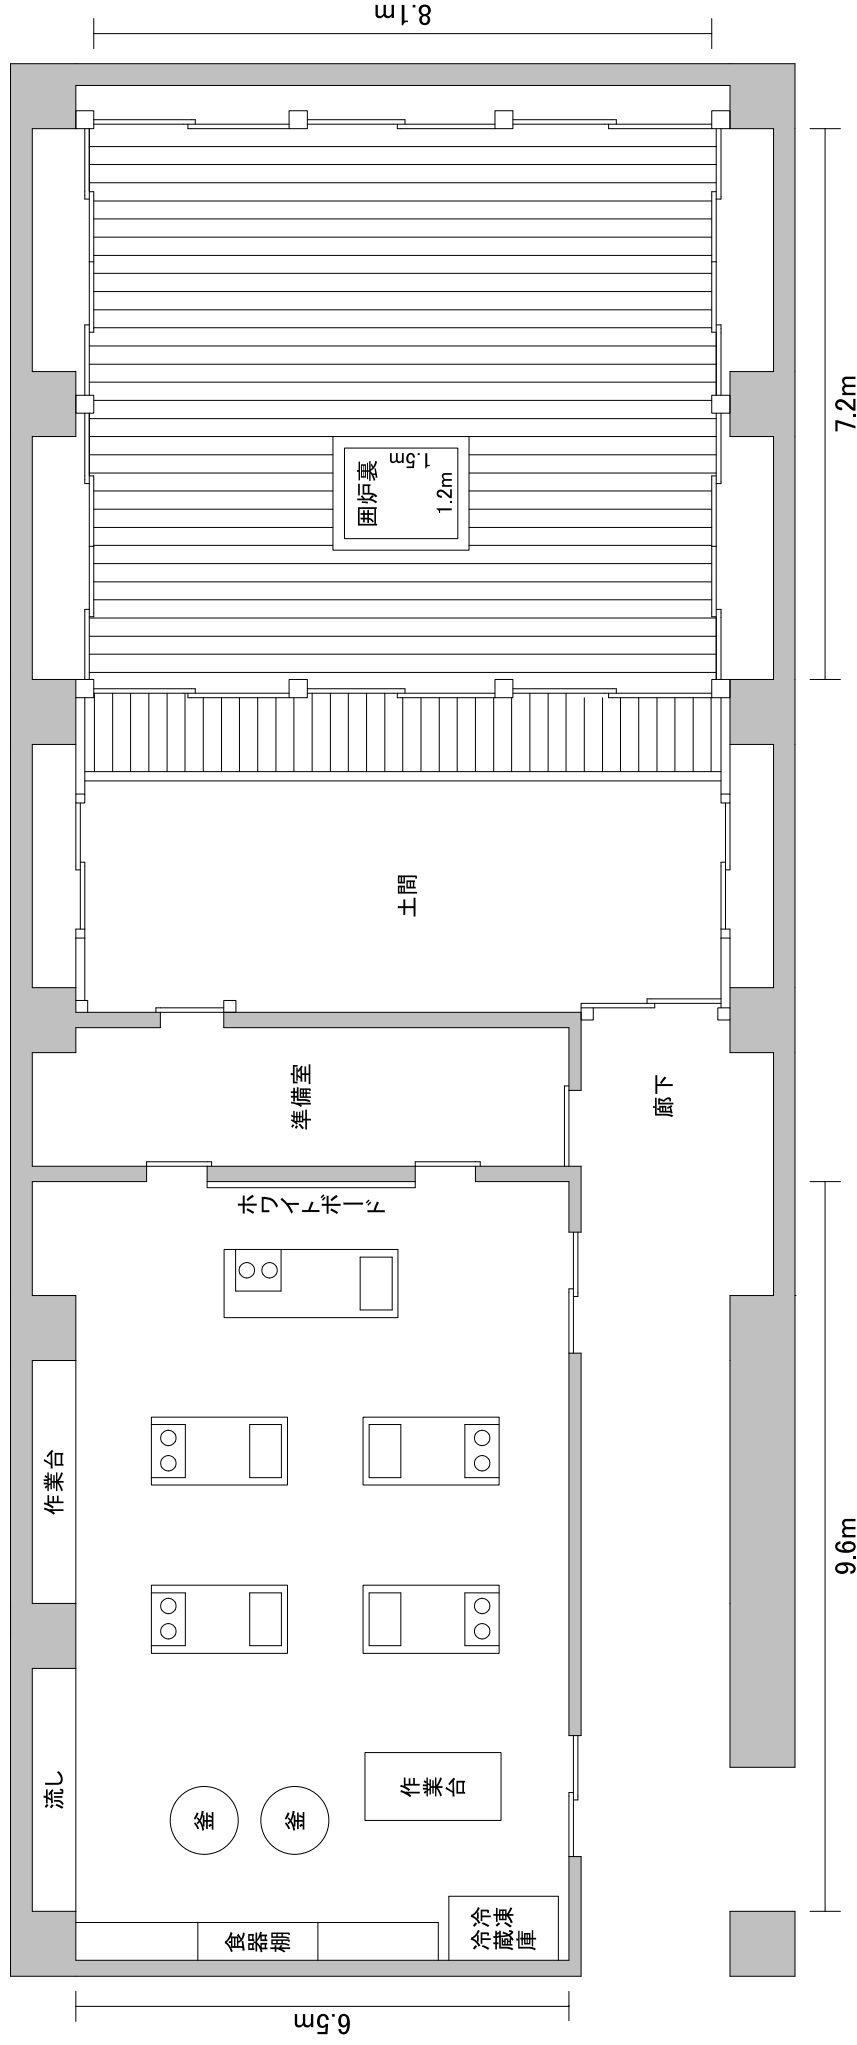 8.1m
7.2m
囲炉裏
1.5m
1.2m
土間
準備室
廊下
ホワイトボード
作業台
9.6m
流し
釜
釜
作業台
食器棚
冷凍
冷蔵庫
6.5m